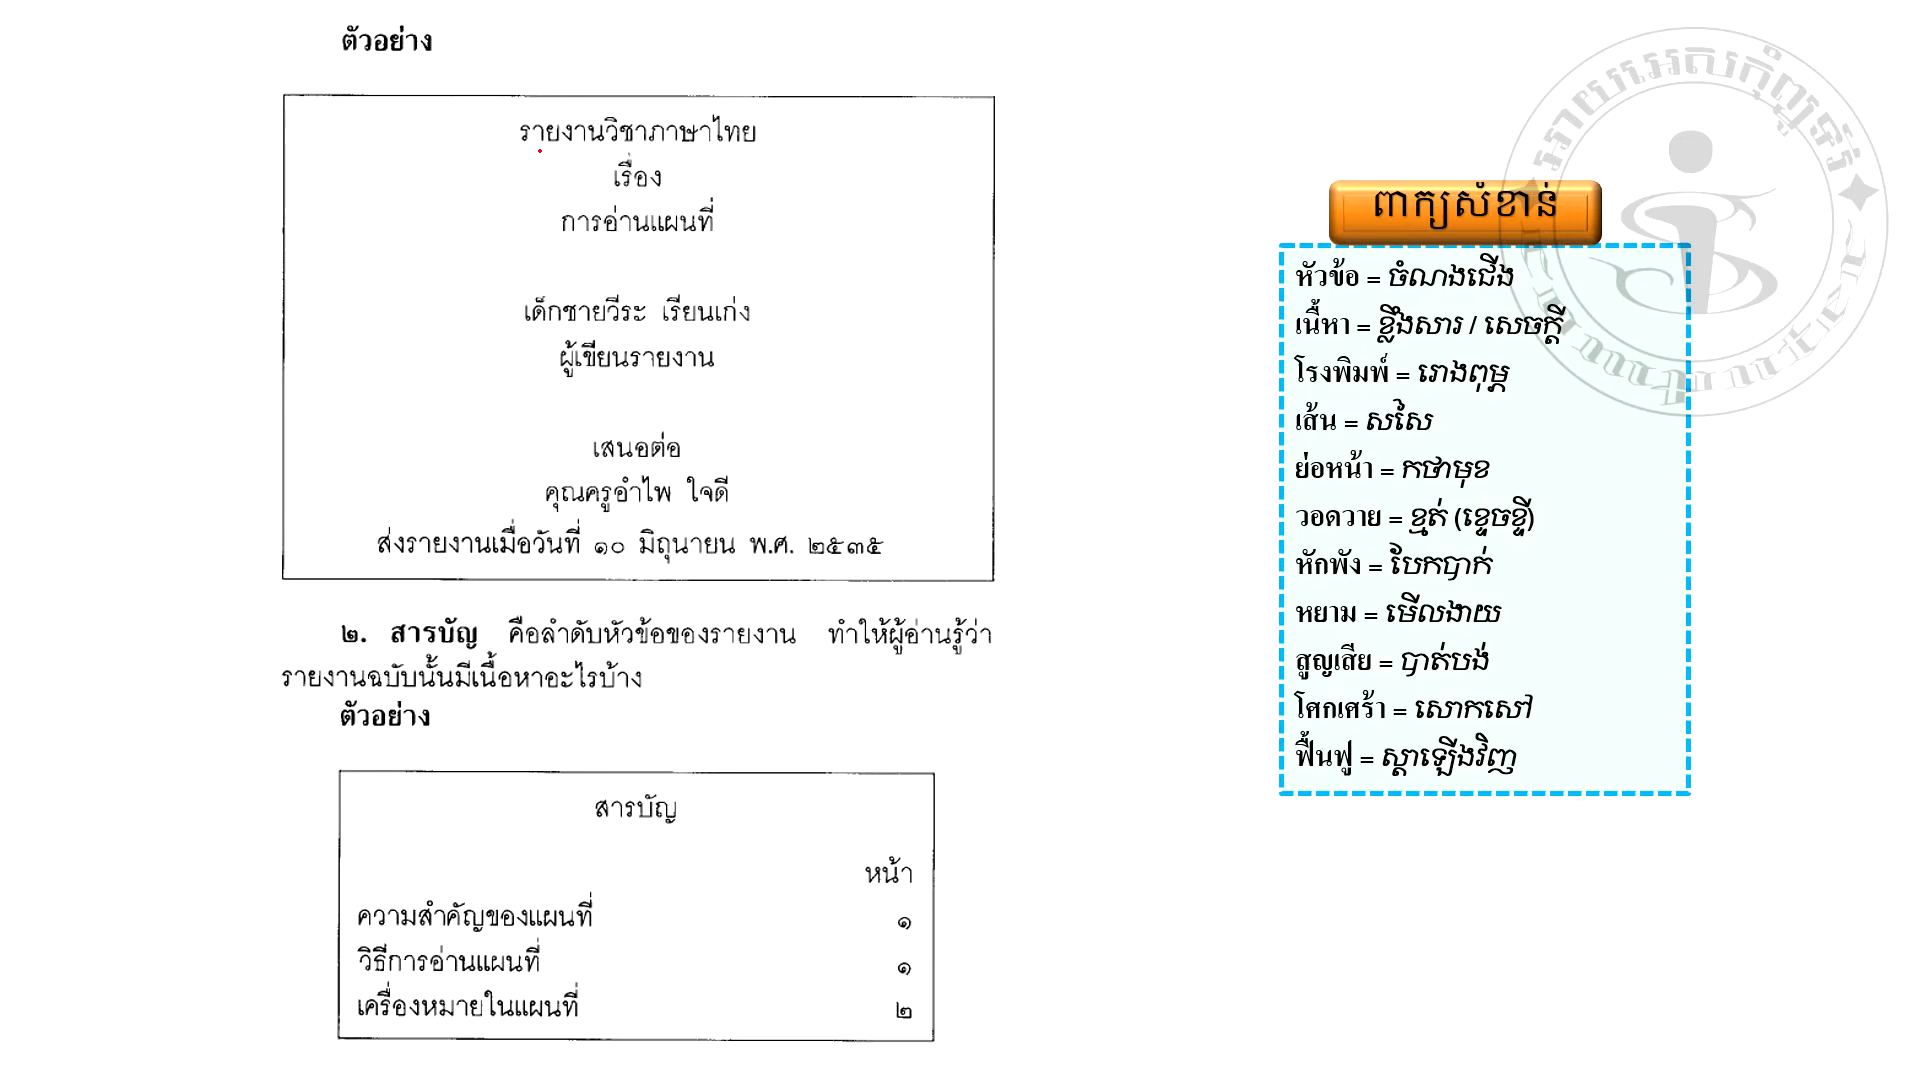 ตัวอย่าง
รายงานวิชาภาษาไทย
เรื่อง
การอ่านแผนที่
เด็กชายวีระ เรียนเก่ง
ผู้เขียนรายงาน
เสนอต่อ
คุณครูอำไพ ใจดี
ส่งรายงานเมื่อวันที่ ๑๐ มิถุนายน พ.ศ. ๒๕๓๕
๒. สารบัญ คือลำดับหัวข้อของรายงาน ทำให้ผู้อ่านรู้ว่า
รายงานฉบับนั้นมีเนื้อหาอะไรบ้าง
ตัวอย่าง
สารบัญ
หน้า
ความสำคัญของแผนที่ ๑
วิธีการอ่านแผนที่ ๑
เครื่องหมายในแผนที่ ๒
ពាក្យសំខាន់
หัวข้อ = ចំណងជើង
เนื้อหา = ខ្លឹងសារ / សេចក្ដី
โรงพิมพ์ = រោងពុម្ភ
เส้น = សសៃ
ย่อหน้า = កថាមុខ
วอดวาย = ខ្មត់ (ខ្ទេចខ្ទី)
หักพัง = បែកបាក់
หยาม = មើលងាយ
สูญเสีย = បាត់បង់
โศกเศร้า = សោកសៅ
ฟื้นฟู = ស្ដាឡើងវិញ